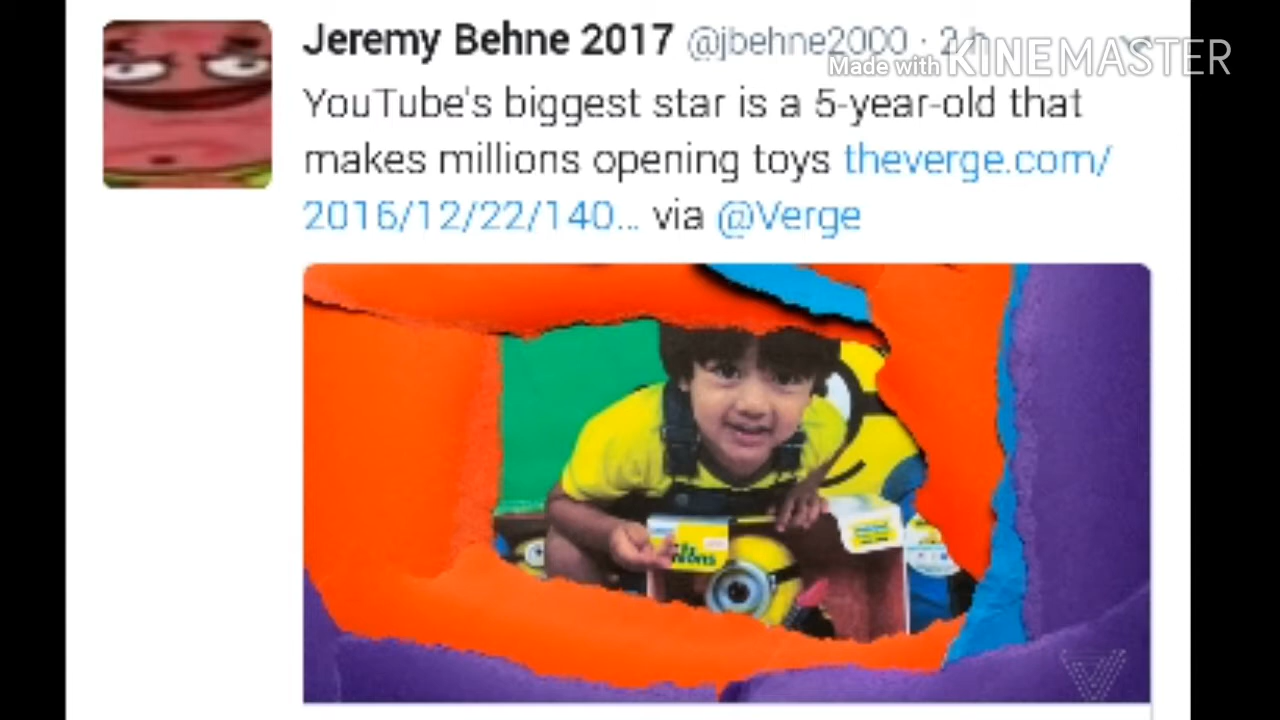 Jeremy Behne 2017 @jbehne2000 · 2 h
Made with KINEMASTER
YouTube's biggest star is a 5-year-old that
makes millions opening toys theverge.com/
2016/12/22/140... via @Verge